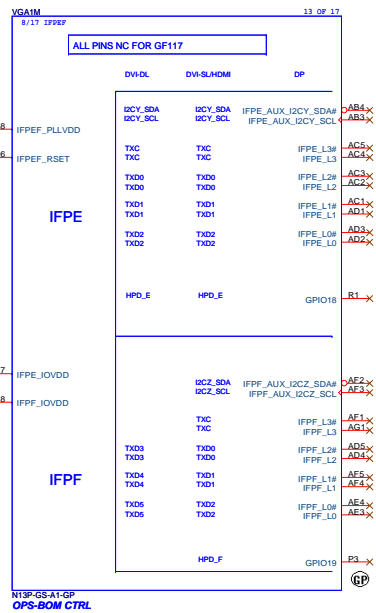 VGA1M 13 OF 17
8/17 IFPEF
ALL PINS NC FOR GF117
DVI-DL DVI-SL/HDMI DP
I2CY_SDA I2CY_SDA IFPE_AUX_I2CY_SDA# AB4
I2CY_SCL I2CY_SCL IFPE_AUX_I2CY_SCL AB3
8 IFPEF_PLLVDD
TXC TXC IFPE_L3# AC5
6 IFPEF_RSET TXC TXC IFPE_L3 AC4
TXD0 TXD0 IFPE_L2# AC3
TXD0 TXD0 IFPE_L2 AC2
TXD1 TXD1 IFPE_L1# AC1
IFPE TXD1 TXD1 IFPE_L1 AD1
TXD2 TXD2 IFPE_L0# AD3
TXD2 TXD2 IFPE_L0 AD2
HPD_E HPD_E GPIO18 R1
7 IFPE_IOVDD
I2CZ_SDA IFPF_AUX_I2CZ_SDA# AF2
I2CZ_SCL IFPF_AUX_I2CZ_SCL AF3
8 IFPF_IOVDD
TXC IFPF_L3# AF1
TXC IFPF_L3 AG1
TXD3 TXD0 IFPF_L2# AD5
TXD3 TXD0 IFPF_L2 AD4
IFPF TXD4 TXD1 IFPF_L1# AF5
TXD4 TXD1 IFPF_L1 AF4
TXD5 TXD2 IFPF_L0# AE4
TXD5 TXD2 IFPF_L0 AE3
HPD_F GPIO19 P3
GP
N13P-GS-A1-GP
OPS-BOM CTRL